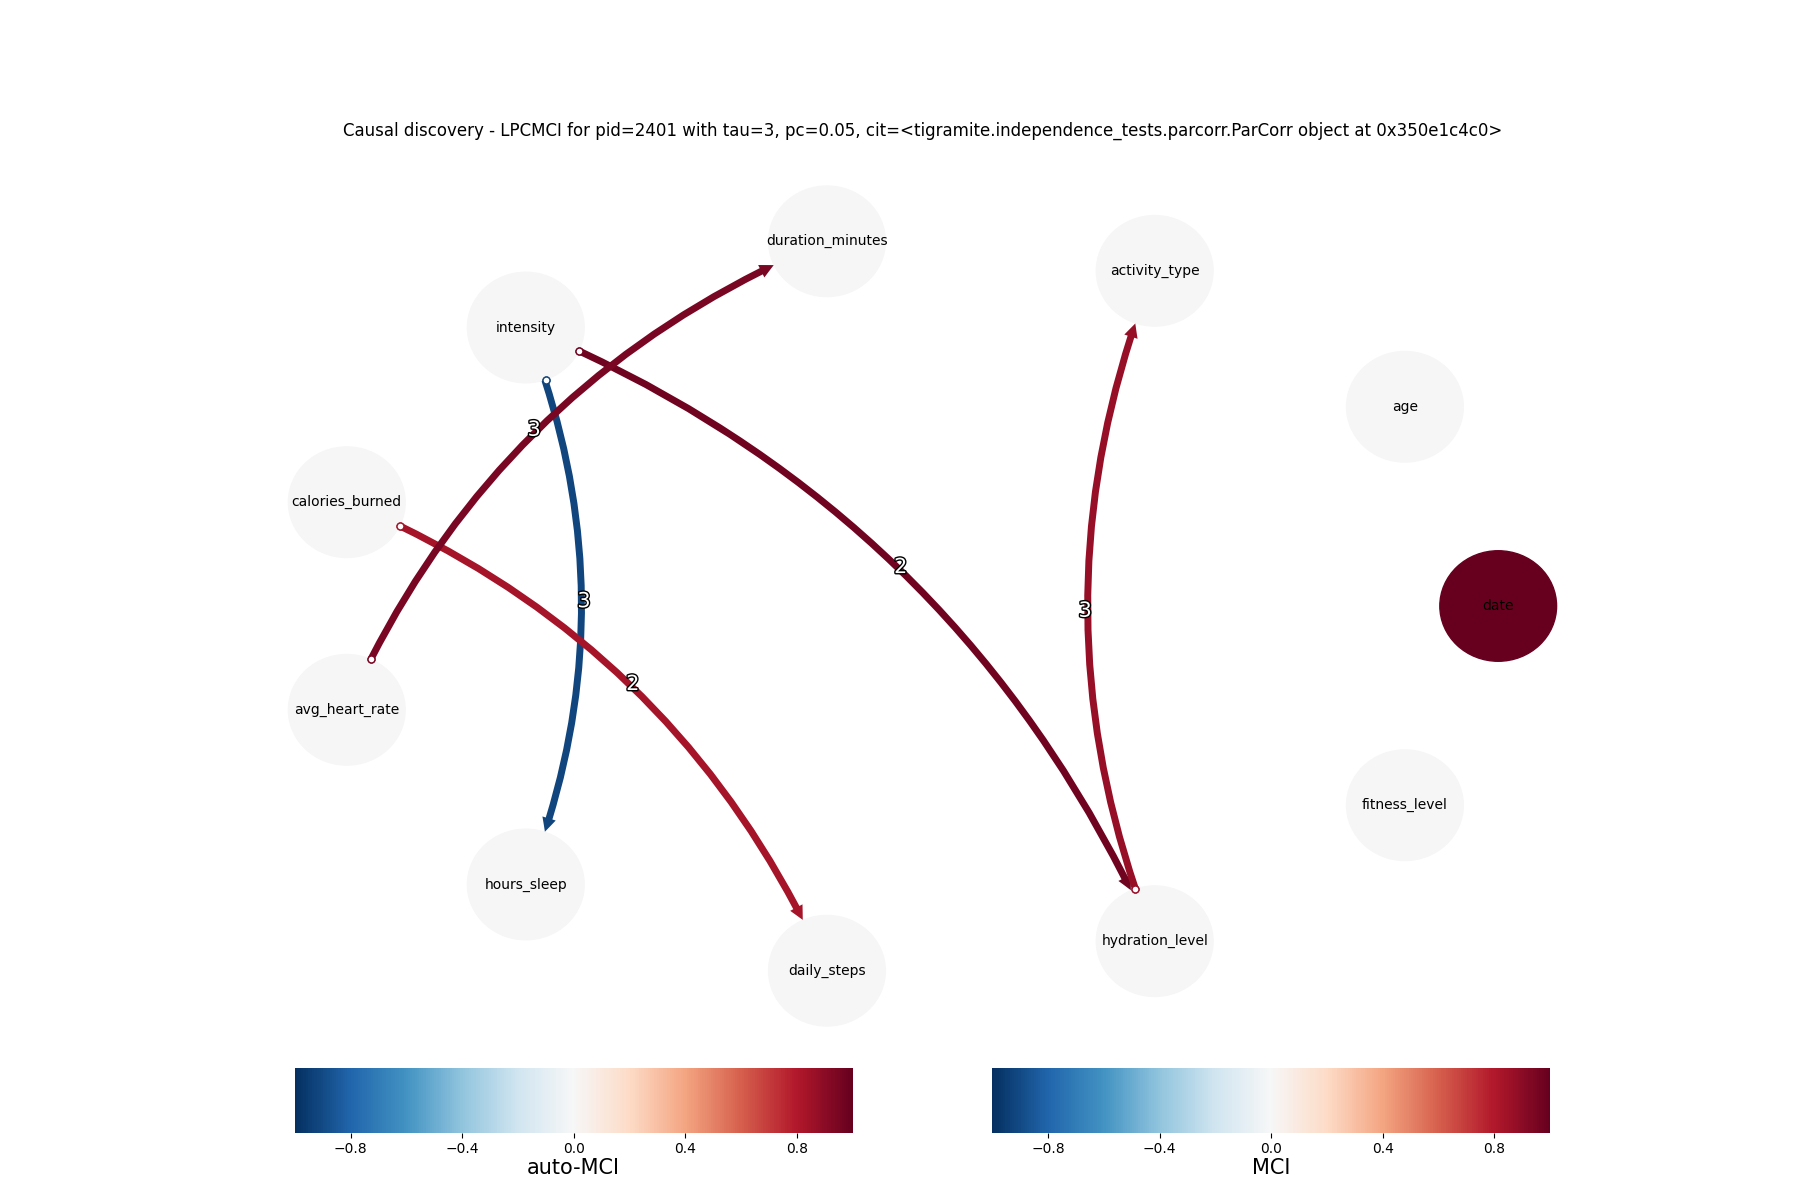 Causal discovery - LPCMCI for pid=2401 with tau=3, pc=0.05, cit=<tigramite.independence_tests.parcorr.ParCorr object at 0x350e1c4c0>
duration_minutes
activity_type
intensity
age
3
calories_burned
2
date
3
3
2
avg_heart_rate
fitness_level
hours_sleep
hydration_level
daily_steps
−0.8 −0.4 0.0 0.4 0.8
auto-MCI
−0.8 −0.4 0.0 0.4 0.8
MCI